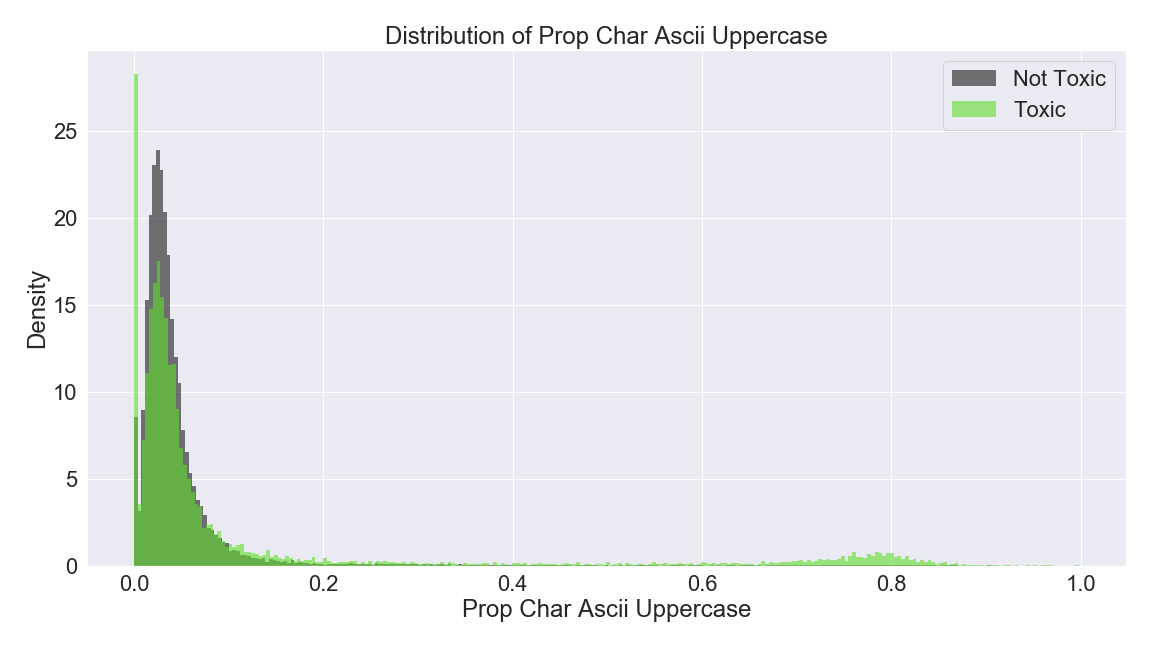 Distribution of Prop Char Ascii Uppercase
Not Toxic
Toxic
Density
25
20
15
10
5
0
0.0 0.2 0.4 0.6 0.8 1.0
Prop Char Ascii Uppercase